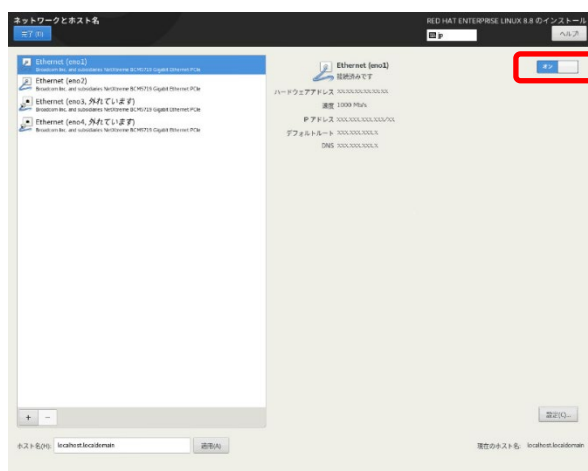 ネットワークとホスト名
完了(D)
RED HAT ENTERPRISE LINUX 8.8 のインストール
jp
ヘルプ
Ethernet (eno1)
Broadcom Inc. and subsidiaries NetXtreme BCM5719 Gigabit Ethernet PCIe
Ethernet (eno2)
Broadcom Inc. and subsidiaries NetXtreme BCM5719 Gigabit Ethernet PCIe
Ethernet (eno3, 外れています)
Broadcom Inc. and subsidiaries NetXtreme BCM5719 Gigabit Ethernet PCIe
Ethernet (eno4, 外れています)
Broadcom Inc. and subsidiaries NetXtreme BCM5719 Gigabit Ethernet PCIe
Ethernet (eno1)
接続済みです
オン
ハードウェアアドレス
速度 1000 Mb/s
IP アドレス
デフォルトルート
DNS
+ −
設定(C)...
ホスト名(H): localhost.localdomain
適用(A)
現在のホスト名: localhost.localdomain